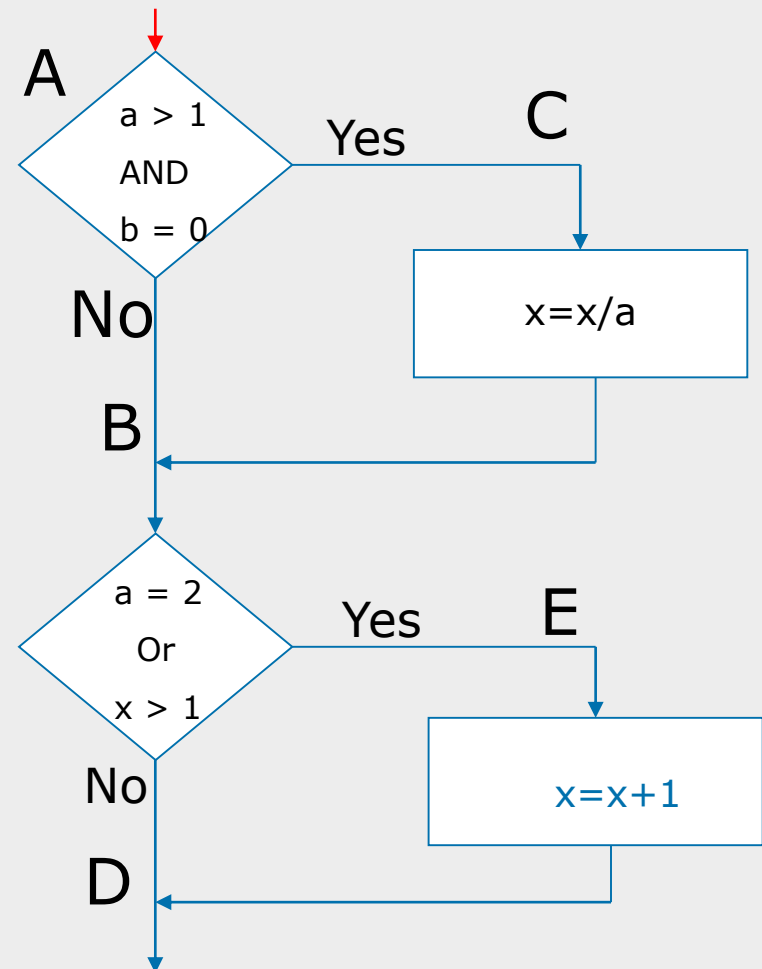 A
a > 1
AND
b = 0
Yes
C
x=x/a
No
B
a = 2
Or
x > 1
Yes
E
x=x+1
No
D